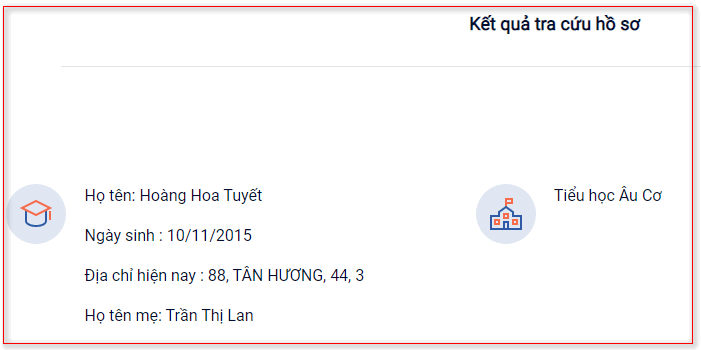 Kết quả tra cứu hồ sơ
Họ tên: Hoàng Hoa Tuyết
Tiểu học Âu Cơ
Ngày sinh : 10/11/2015
Địa chỉ hiện nay : 88, TÂN HƯƠNG, 44, 3
Họ tên mẹ: Trần Thị Lan